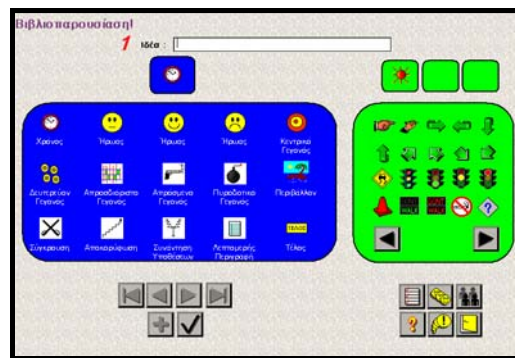 Βιβλιοπαρουσίαση!
1 Ιδέα :
Χρόνος Ήρωας Ήρωας Ήρωας Κεντρικό Γεγονός
Δευτερεύον Γεγονός Απροσδιόριστο Γεγονός Απρόσμενο Γεγονός Πυροδοτικό Γεγονός Περιβάλλον
Σύγκρουση Αποκορύφωση Συνάντηση Υποθέσεων Λεπτομερής Περιγραφή Τέλος